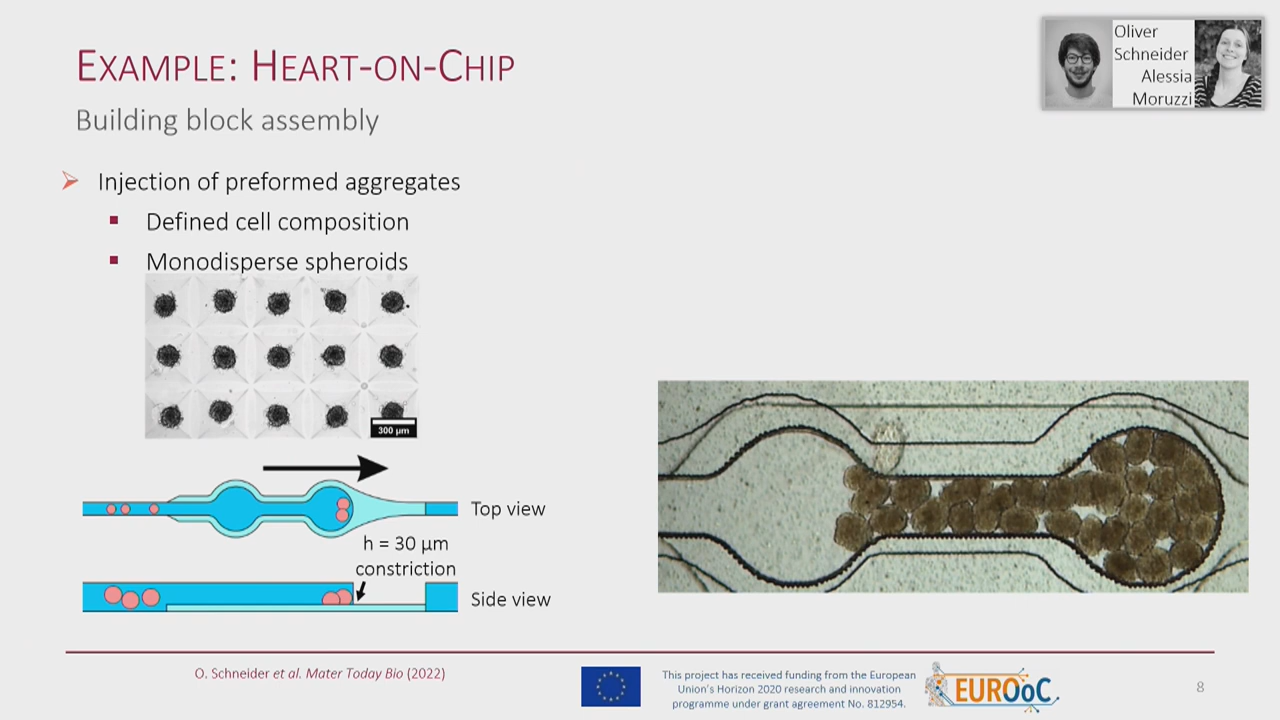 EXAMPLE: HEART-ON-CHIP
Building block assembly
Oliver
Schneider
Alessia
Moruzzi
Injection of preformed aggregates
Defined cell composition
Monodisperse spheroids
300 µm
Top view
h = 30 µm
constriction
Side view
O. Schneider et al. Mater Today Bio (2022)
This project has received funding from the European
Union's Horizon 2020 research and innovation
programme under grant agreement No. 812954.
EUROoC
8